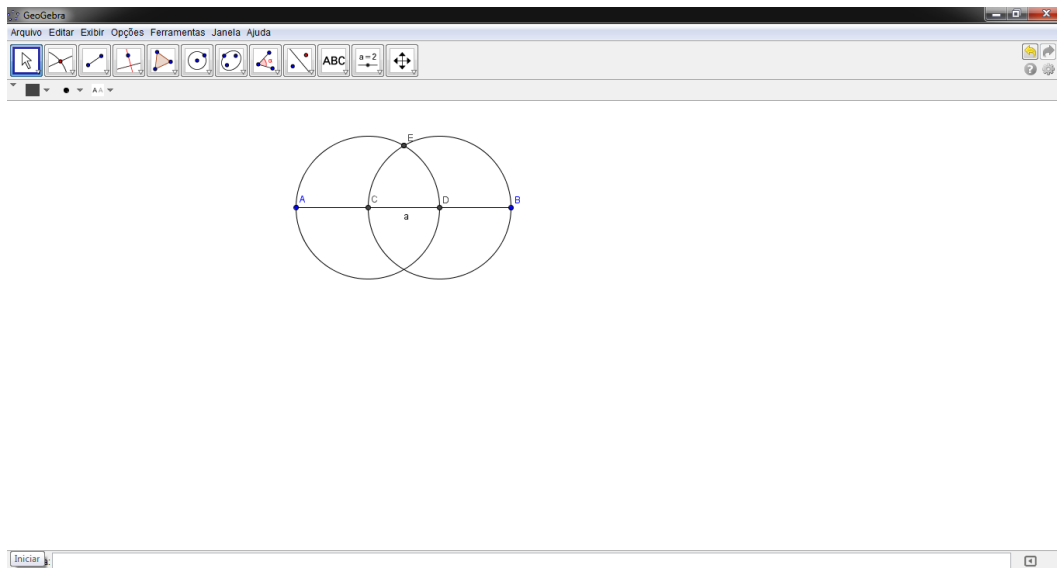 GeoGebra
Arquivo Editar Exibir Opções Ferramentas Janela Ajuda
ABC a=2
A A
E
A C D B
a
Iniciar